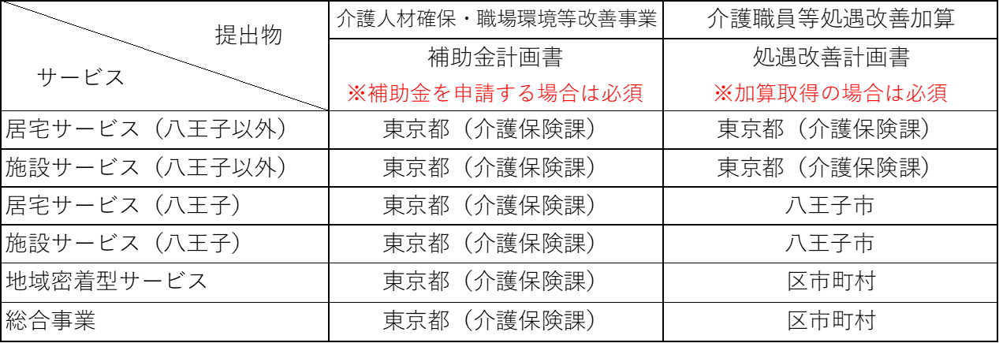 提出物
サービス
介護人材確保・職場環境等改善事業
介護職員等処遇改善加算
補助金計画書
※補助金を申請する場合は必須
処遇改善計画書
※加算取得の場合は必須
居宅サービス（八王子以外） 東京都（介護保険課） 東京都（介護保険課）
施設サービス（八王子以外） 東京都（介護保険課） 東京都（介護保険課）
居宅サービス（八王子） 東京都（介護保険課） 八王子市
施設サービス（八王子） 東京都（介護保険課） 八王子市
地域密着型サービス 東京都（介護保険課） 区市町村
総合事業 東京都（介護保険課） 区市町村